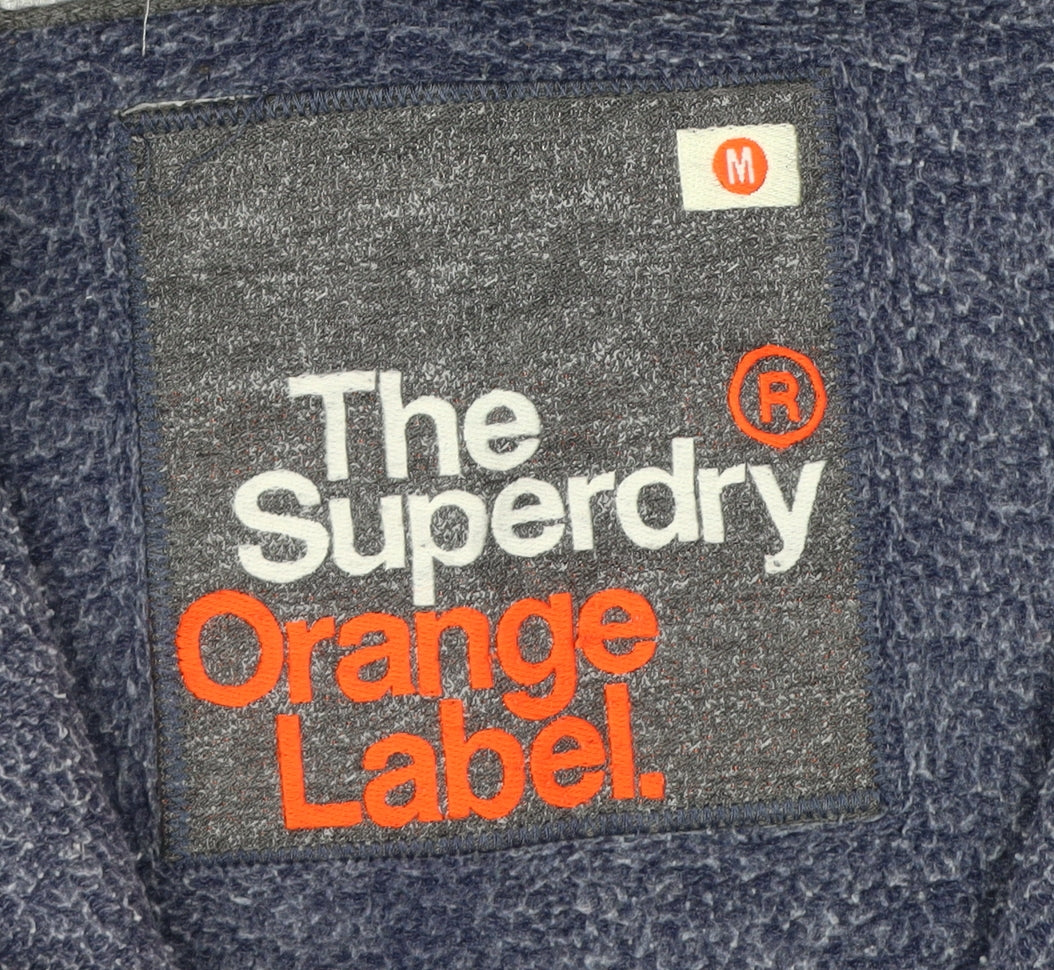 M
®
The
Superdry
Orange
Label.